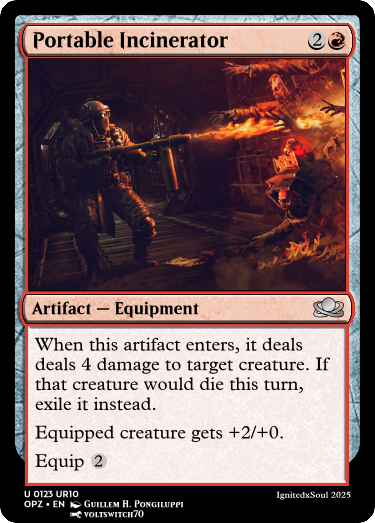 Portable Incinerator 2
Artifact — Equipment
When this artifact enters, it deals
deals 4 damage to target creature. If
that creature would die this turn,
exile it instead.
Equipped creature gets +2/+0.
Equip 2
U 0123 UR10
OPZ • EN Guillem H. Pongiluppi
voltswitch70
IgnitedxSoul 2025